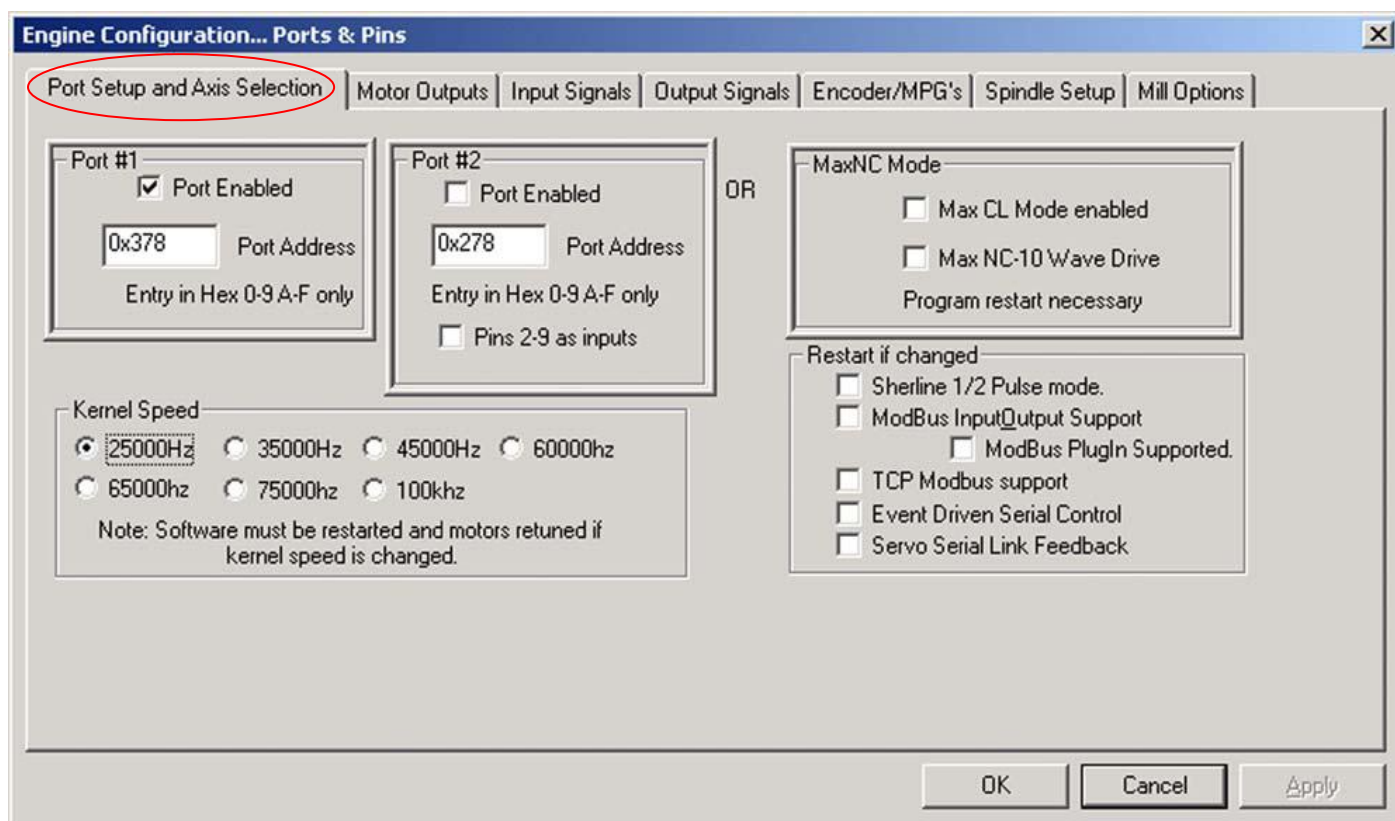 Engine Configuration... Ports & Pins
Port Setup and Axis Selection
Motor Outputs
Input Signals
Output Signals
Encoder/MPG's
Spindle Setup
Mill Options
Port #1
Port Enabled
0x378 Port Address
Entry in Hex 0-9 A-F only
Port #2
Port Enabled
0x278 Port Address
Entry in Hex 0-9 A-F only
Pins 2-9 as inputs
OR
MaxNC Mode
Max CL Mode enabled
Max NC-10 Wave Drive
Program restart necessary
Kernel Speed
25000Hz 35000Hz 45000Hz 60000hz
65000hz 75000hz 100khz
Note: Software must be restarted and motors retuned if
kernel speed is changed.
Restart if changed
Sherline 1/2 Pulse mode.
ModBus InputOutput Support
ModBus PlugIn Supported.
TCP Modbus support
Event Driven Serial Control
Servo Serial Link Feedback
OK
Cancel
Apply